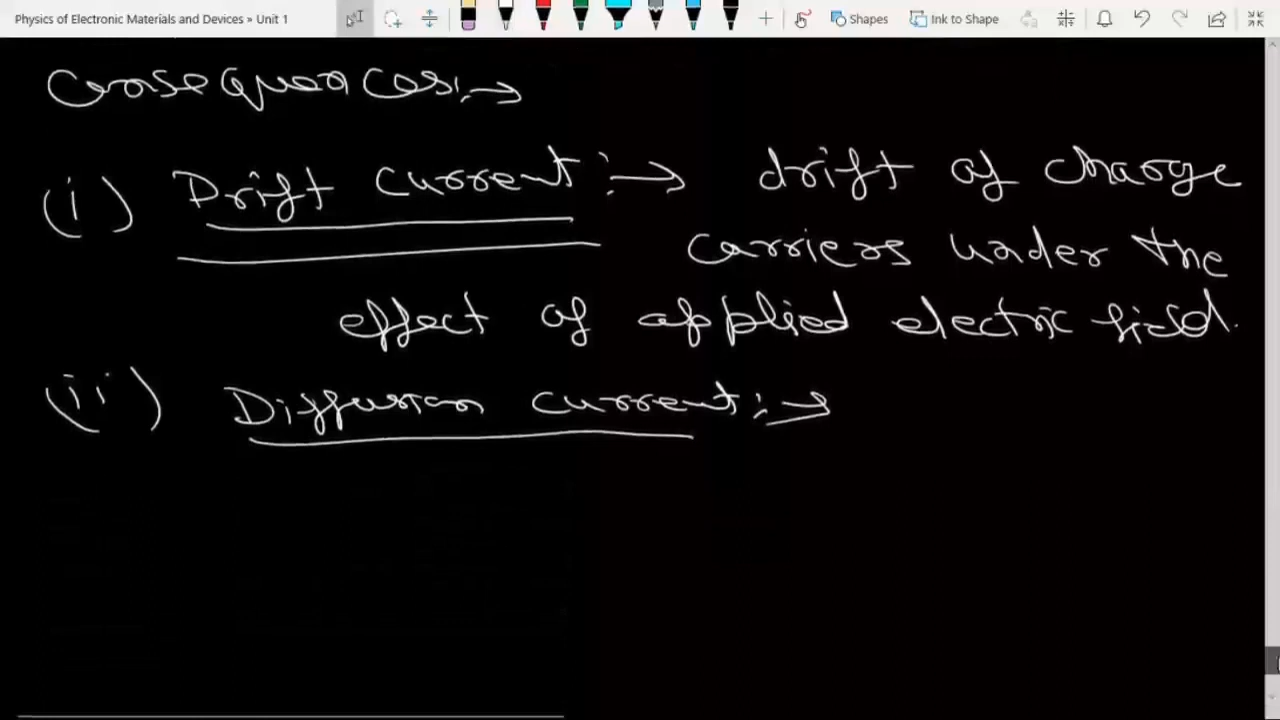 Physics of Electronic Materials and Devices » Unit 1
Shapes
Ink to Shape
Consequences:→
(i) Drift current:→ drift of charge
carriers under the
effect of applied electric field.
(ii) Diffusion current:→